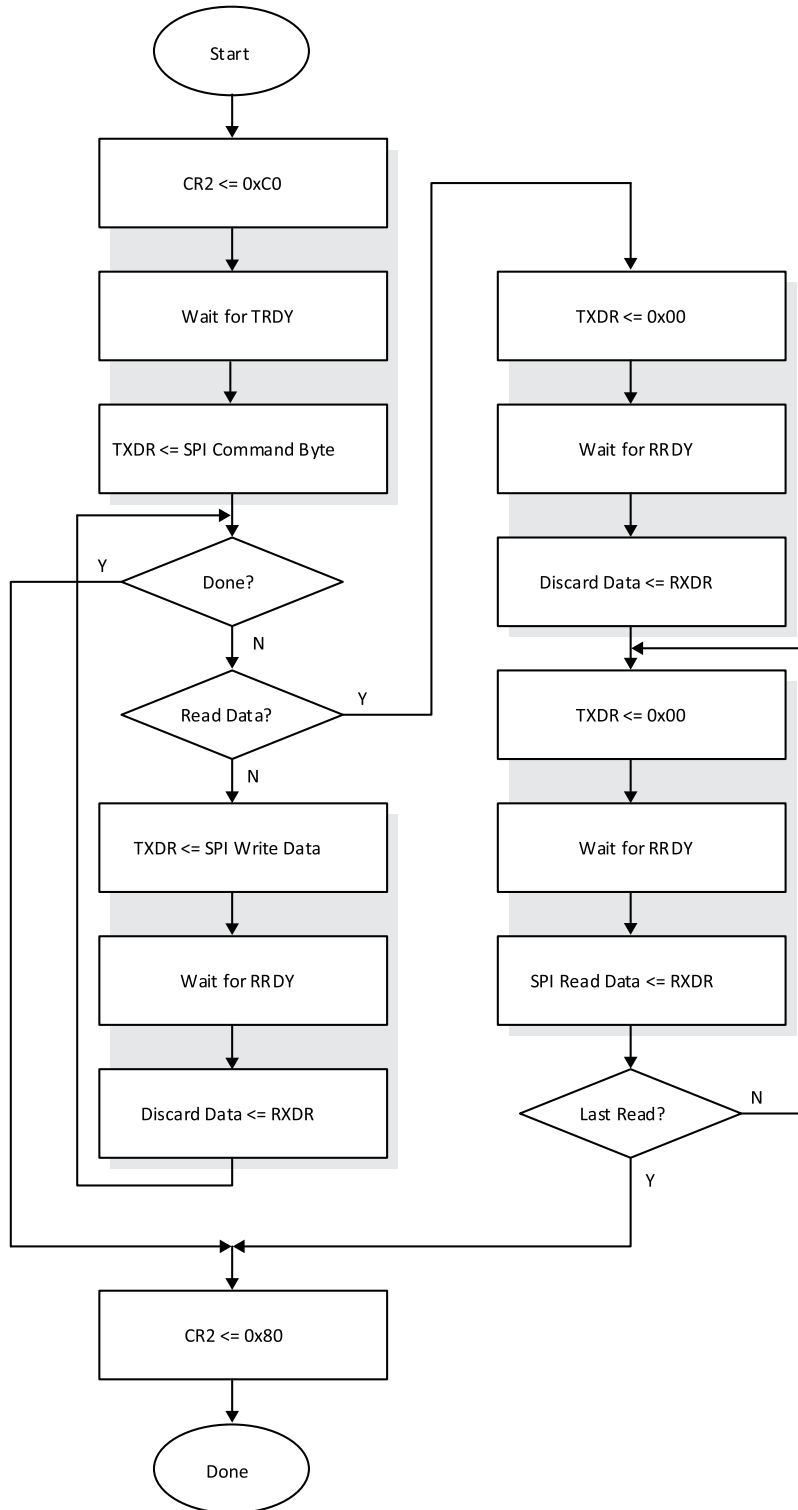 Start
CR2 <= 0xC0
Wait for TRDY
TXDR <= SPI Command Byte
Done?
Y
N
Read Data?
Y
N
TXDR <= SPI Write Data
Wait for RRDY
Discard Data <= RXDR
TXDR <= 0x00
Wait for RRDY
Discard Data <= RXDR
TXDR <= 0x00
Wait for RRDY
SPI Read Data <= RXDR
Last Read?
N
Y
CR2 <= 0x80
Done